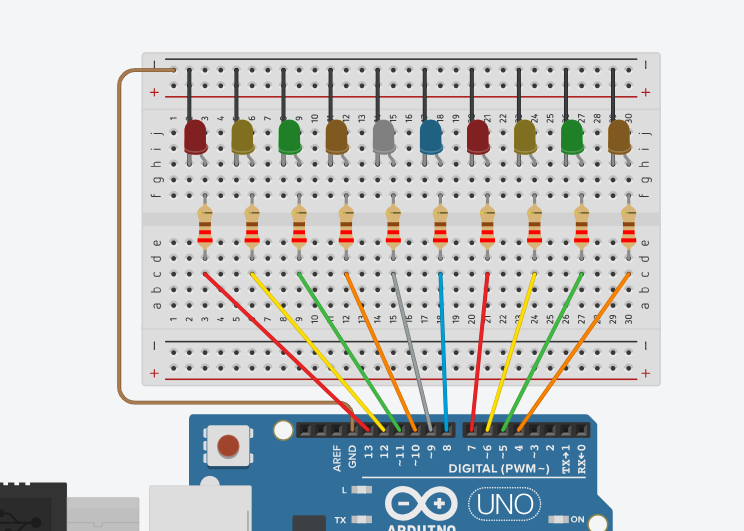 − −
+ +
1 2 3 4 5 6 7 8 9 10 11 12 13 14 15 16 17 18 19 20 21 22 23 24 25 26 27 28 29 30
j j
i i
h h
g g
f f
e e
d d
c c
b b
a a
1 2 3 4 5 6 7 8 9 10 11 12 13 14 15 16 17 18 19 20 21 22 23 24 25 26 27 28 29 30
− −
+ +
AREF GND 13 12 ~11 ~10 ~9 8 7 ~6 ~5 4 ~3 2 TX→1 RX←0
DIGITAL (PWM~)
L
TX
UNO
ON
ARDUINO